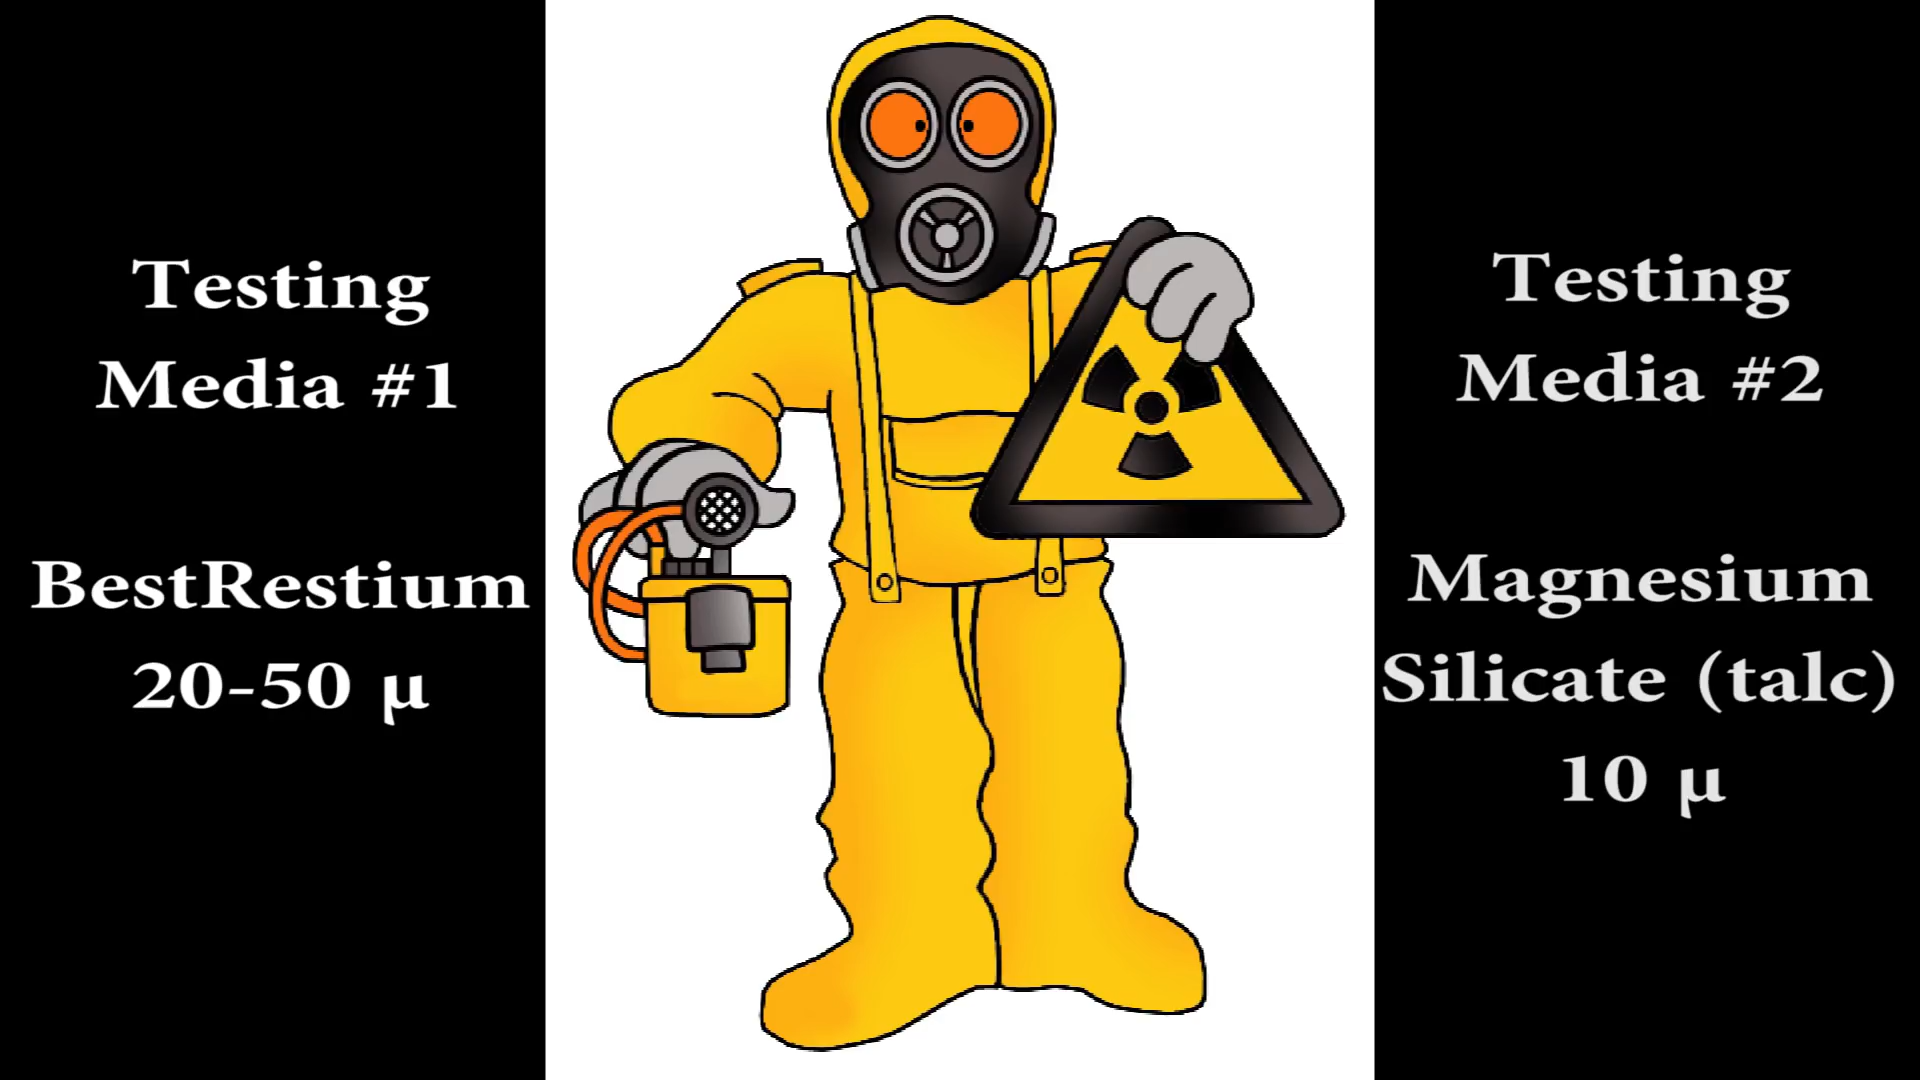 Testing
Media #1
BestRestium
20-50 µ
Testing
Media #2
Magnesium
Silicate (talc)
10 µ